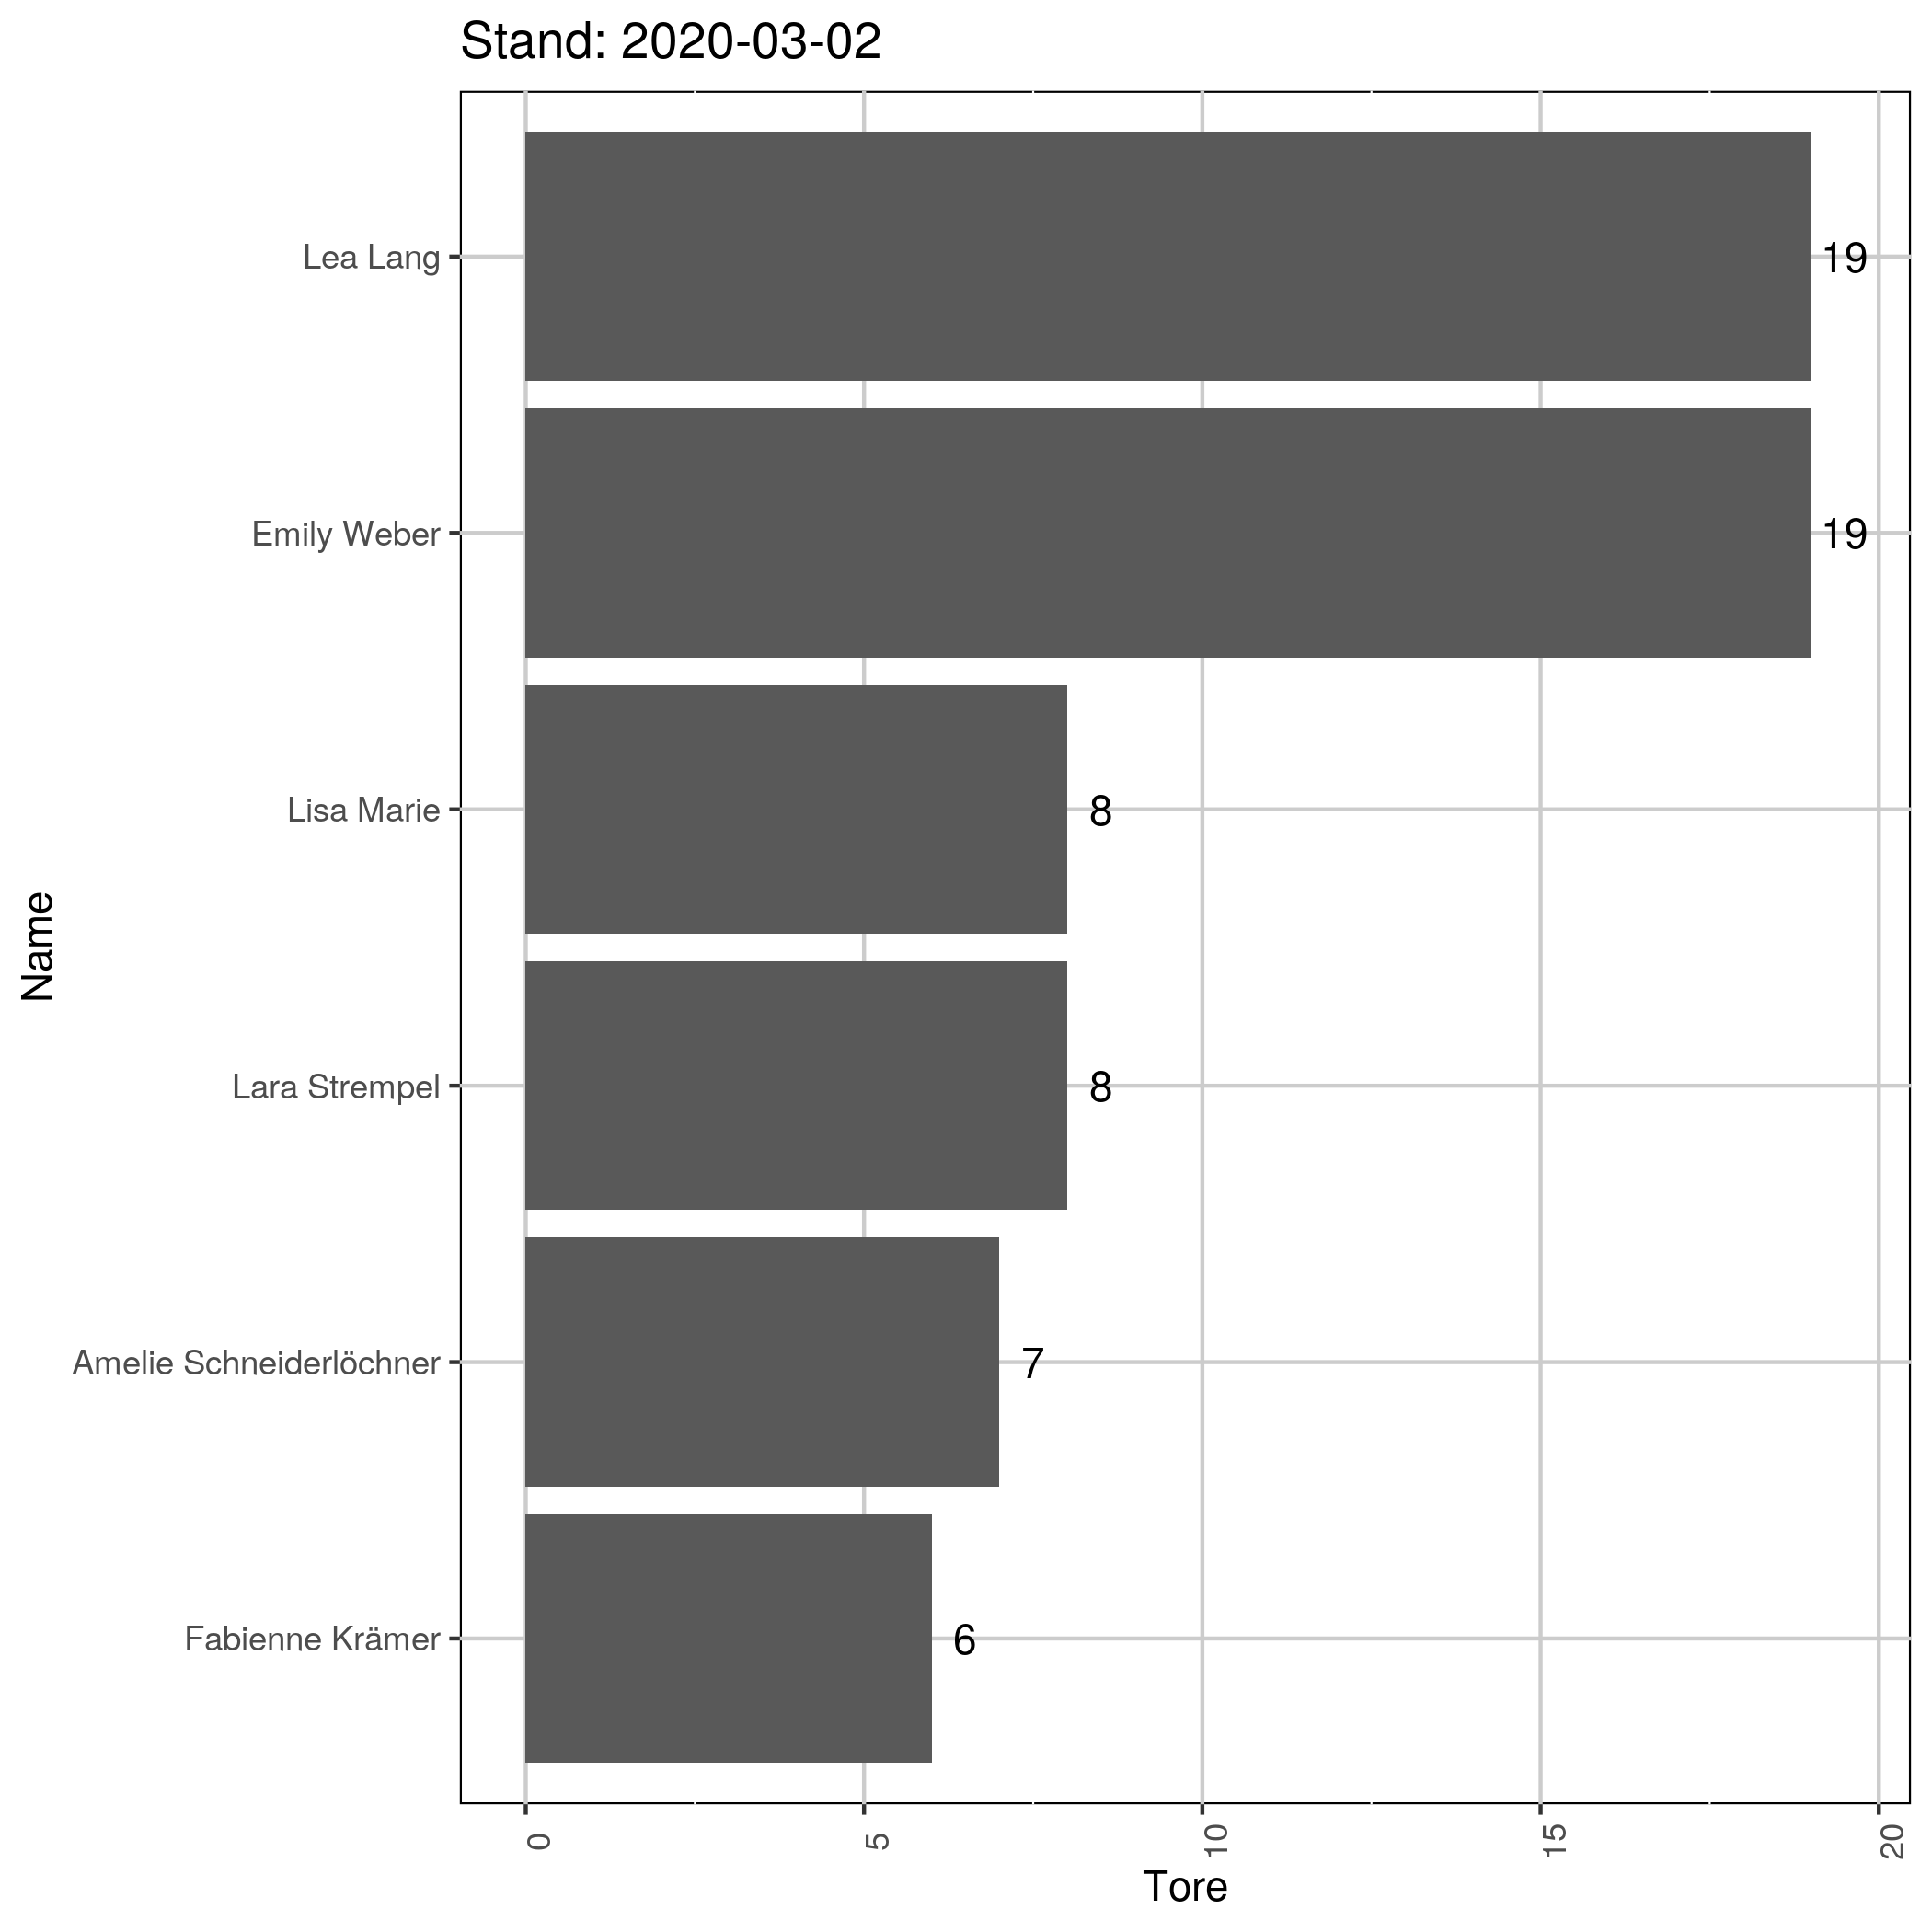 Stand: 2020-03-02
Lea Lang
19
Emily Weber
19
Lisa Marie
8
Lara Strempel
8
Amelie Schneiderlöchner
7
Fabienne Krämer
6
Name
0
5
10
15
20
Tore